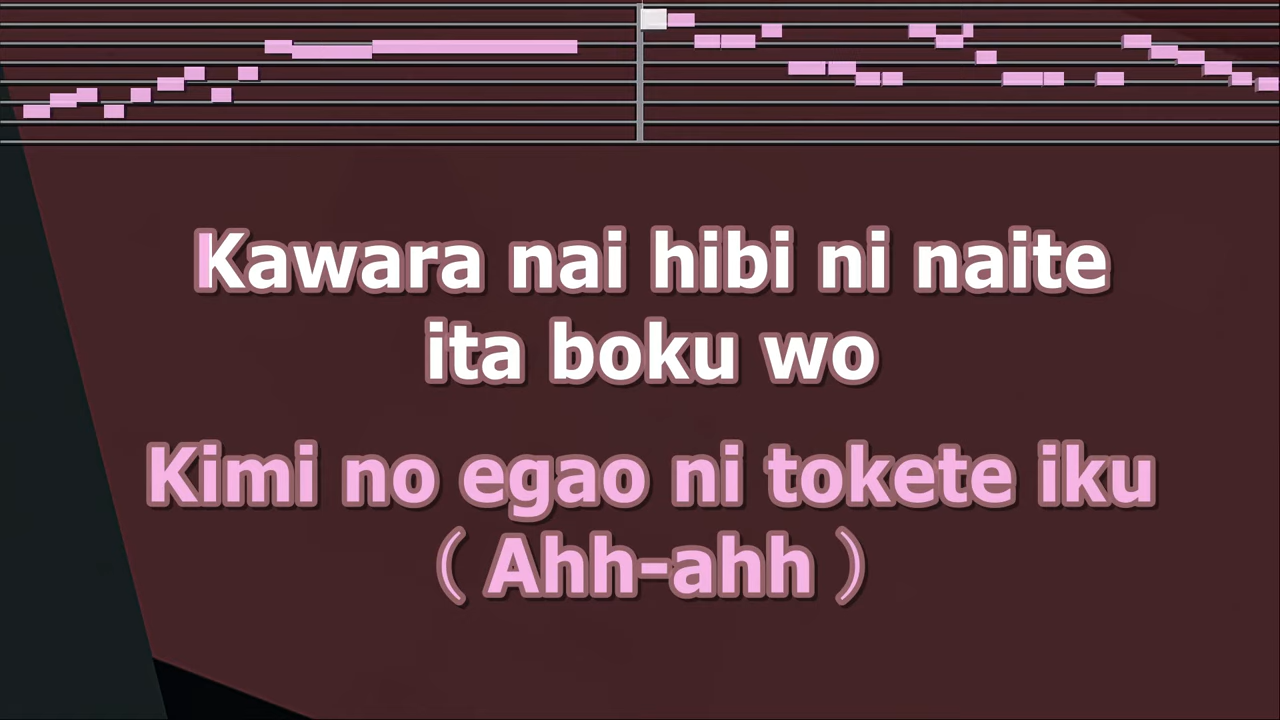 Kawara nai hibi ni naite
ita boku wo
Kimi no egao ni tokete iku
（Ahh-ahh）